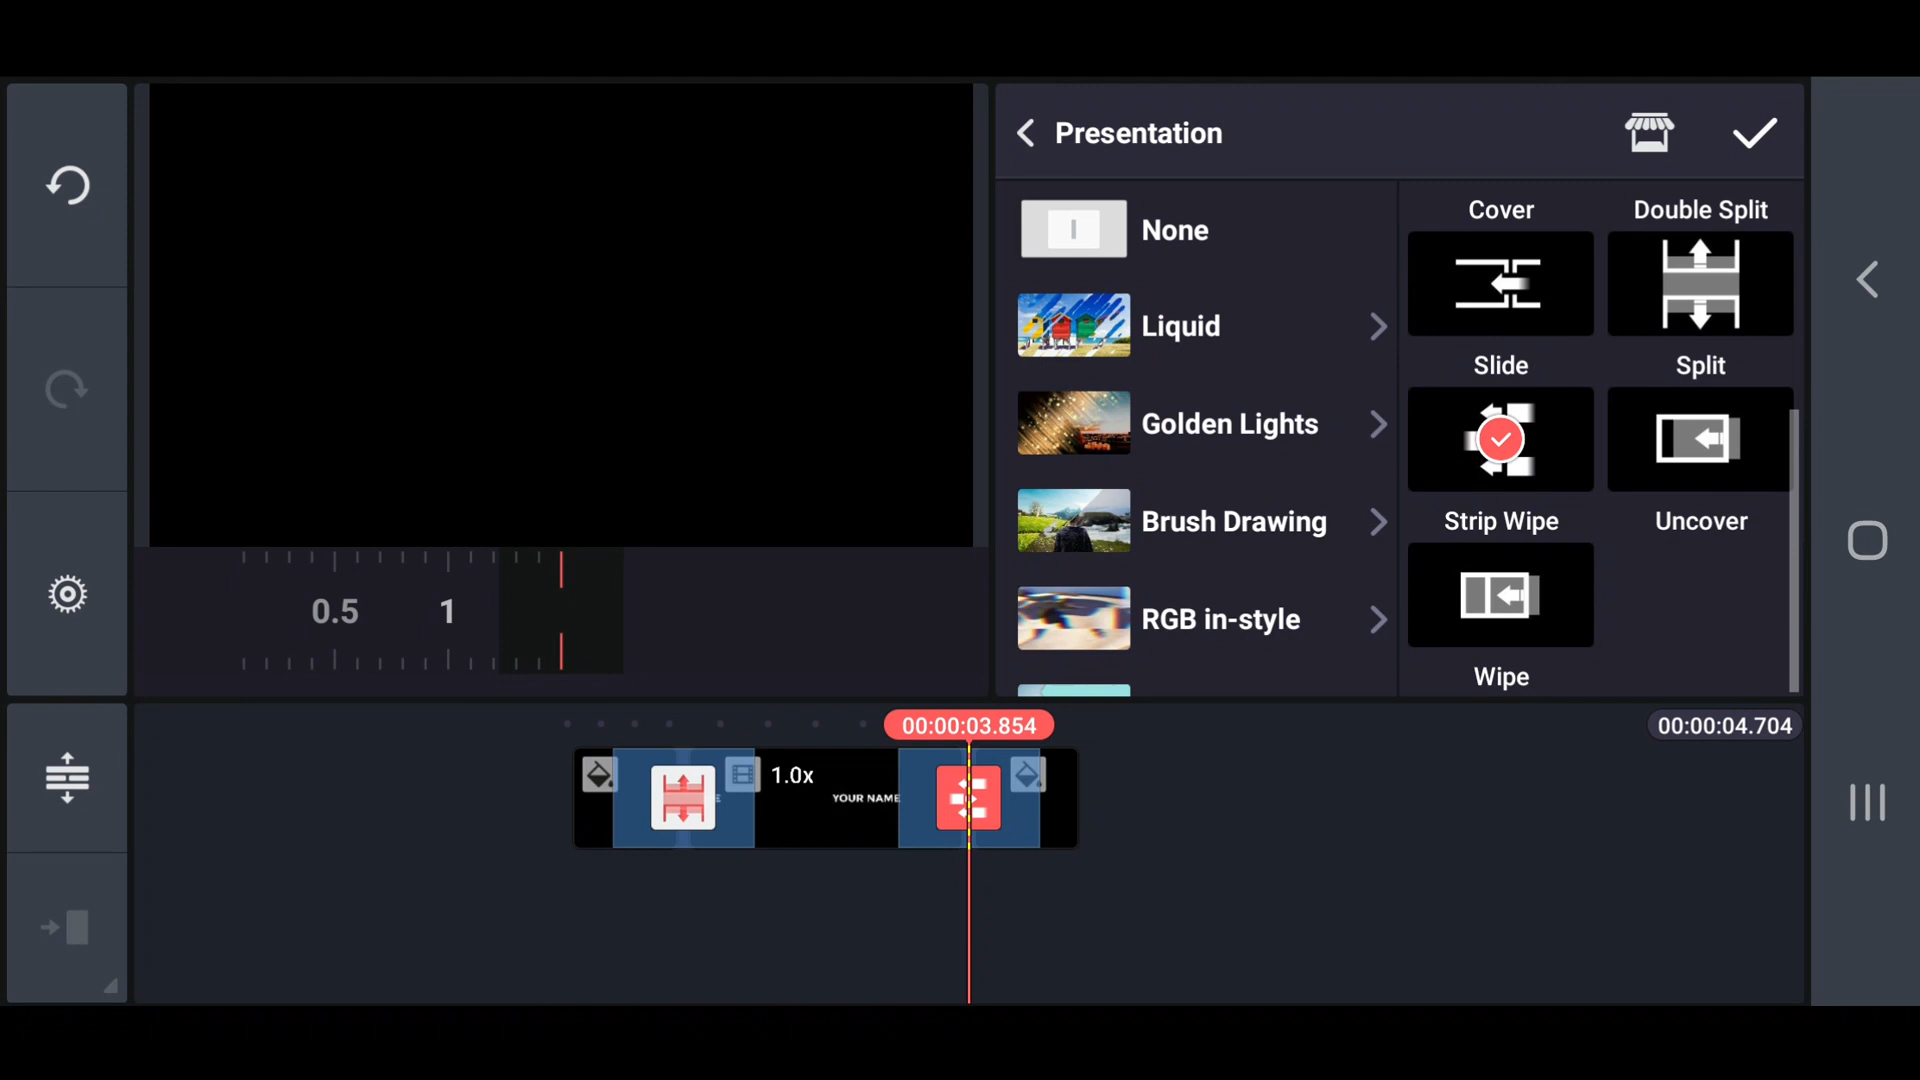 Presentation
None
Liquid
Golden Lights
Brush Drawing
RGB in-style
Cover
Double Split
Slide
Split
Strip Wipe
Uncover
Wipe
0.5
1
00:00:03.854
00:00:04.704
1.0x
YOUR NAME